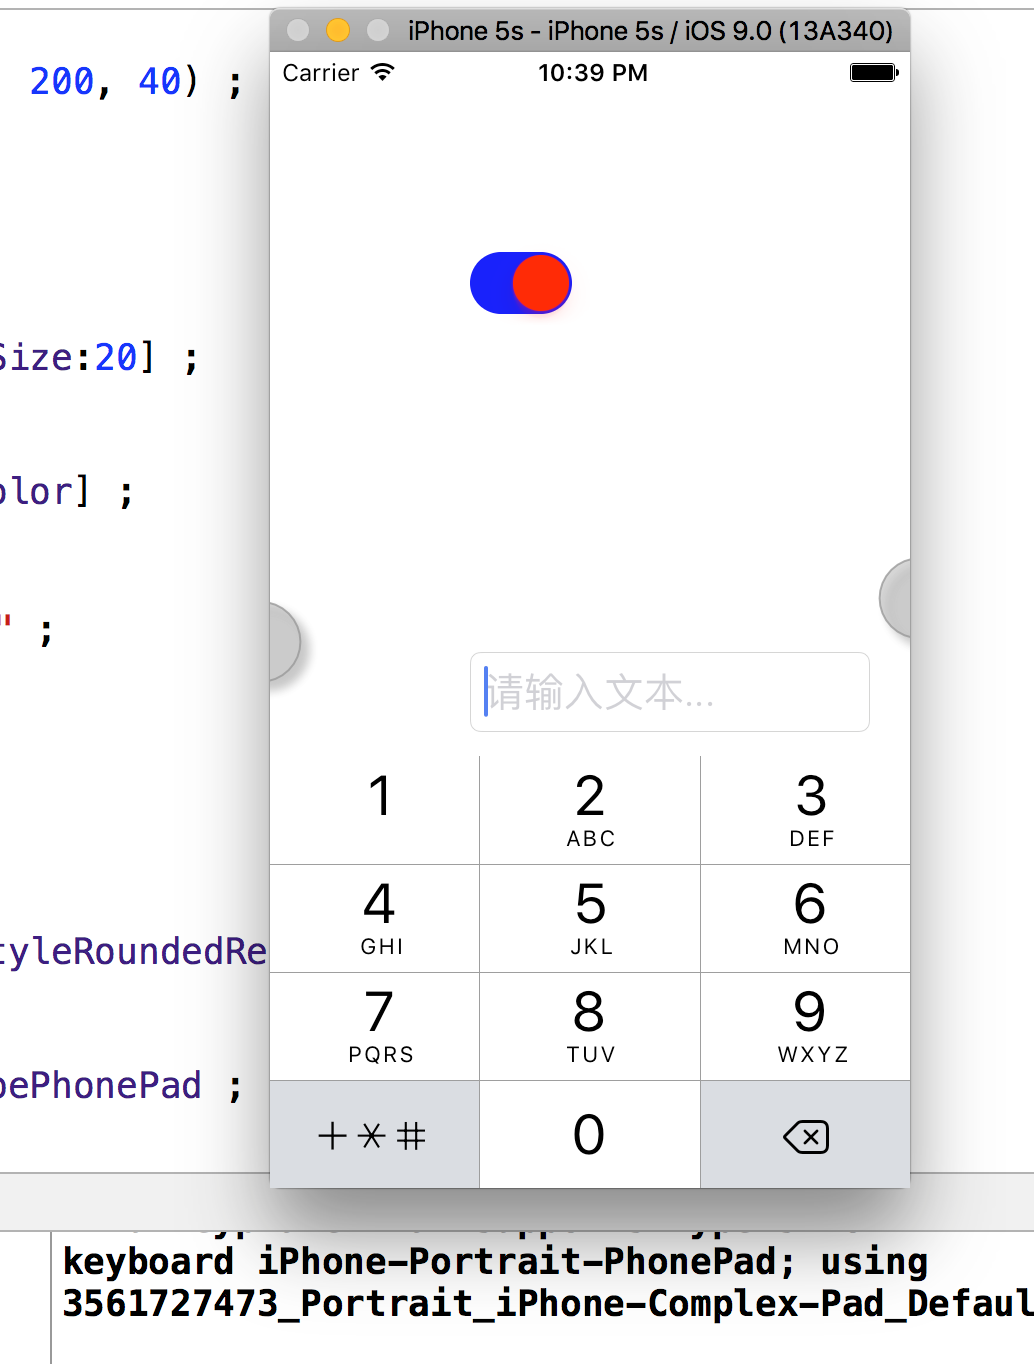 iPhone 5s - iPhone 5s / iOS 9.0 (13A340)
Carrier 10:39 PM
200, 40) ;
Size:20] ;
olor] ;
" ;
请输入文本...
1
2 ABC
3 DEF
4 GHI
5 JKL
6 MNO
7 PQRS
8 TUV
9 WXYZ
+*#
0
tyleRoundedRe
pePhonePad ;
keyboard iPhone-Portrait-PhonePad; using
3561727473_Portrait_iPhone-Complex-Pad_Defaul